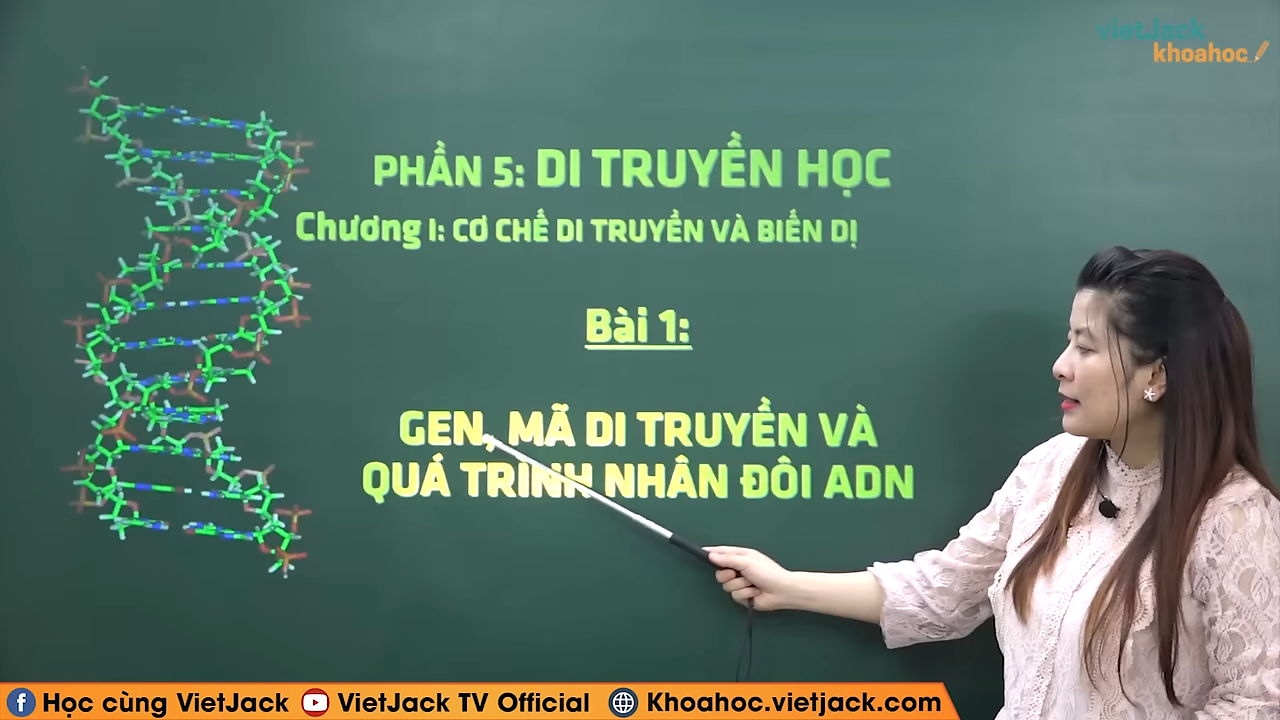 vietJack
khoahoc
PHẦN 5: DI TRUYỀN HỌC
Chương I: CƠ CHẾ DI TRUYỀN VÀ BIẾN DỊ
Bài 1:
GEN, MÃ DI TRUYỀN VÀ
QUÁ TRÌNH NHÂN ĐÔI ADN
Học cùng VietJack VietJack TV Official Khoahoc.vietjack.com